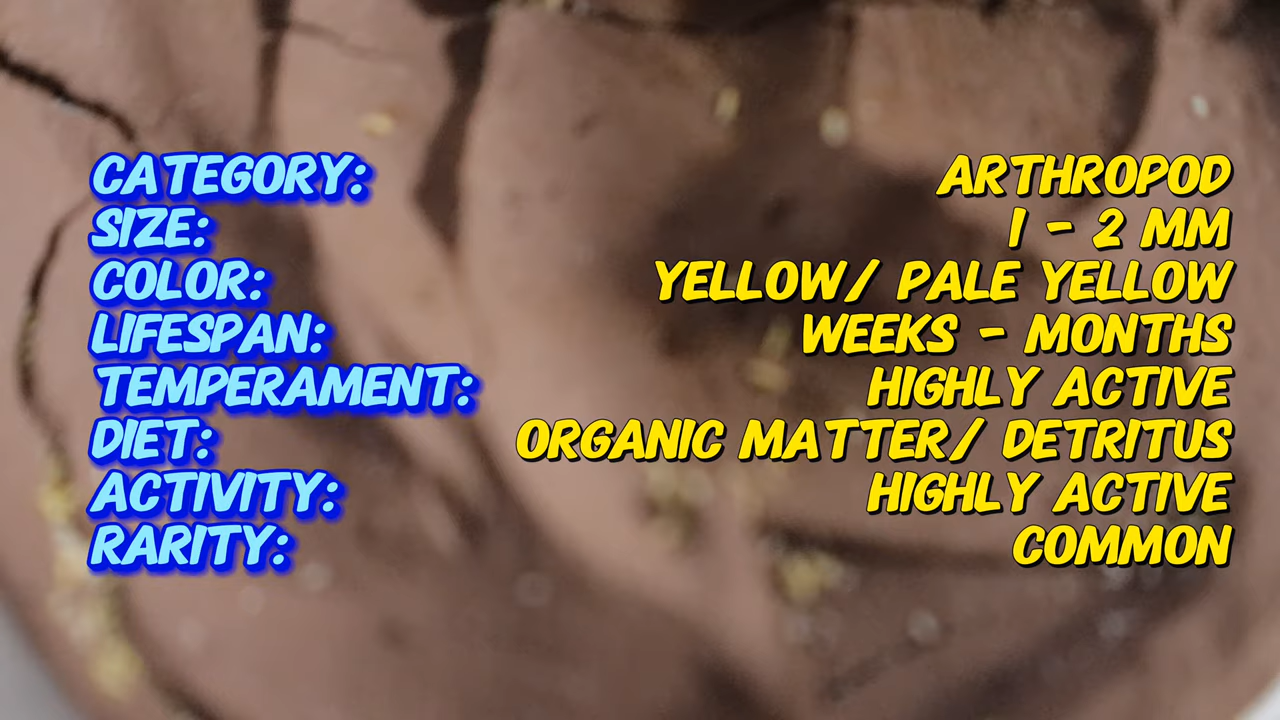 CATEGORY: ARTHROPOD
SIZE: 1 - 2 MM
COLOR: YELLOW/ PALE YELLOW
LIFESPAN: WEEKS - MONTHS
TEMPERAMENT: HIGHLY ACTIVE
DIET: ORGANIC MATTER/ DETRITUS
ACTIVITY: HIGHLY ACTIVE
RARITY: COMMON